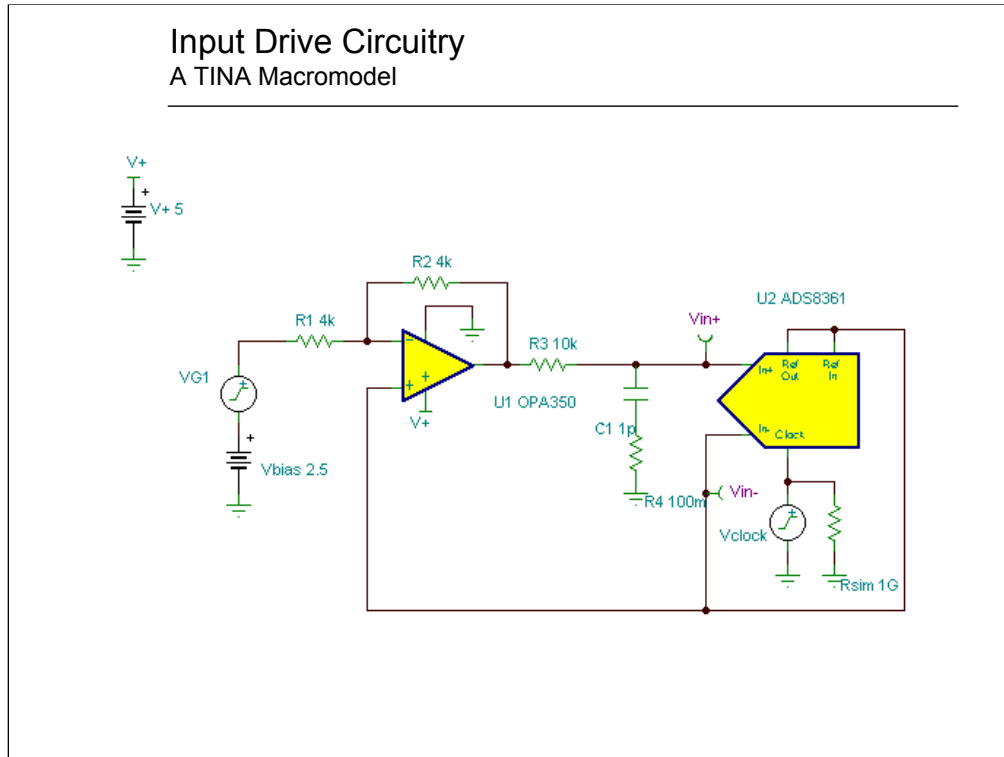 Input Drive Circuitry
A TINA Macromodel
V+
+
V+ 5
R2 4k
U2 ADS8361
R1 4k
Vin+
R3 10k
In+
Ref Out
Ref In
VG1
+
-
+
+
U1 OPA350
V+
In-
Clock
C1 1p
+
Vbias 2.5
Vin-
R4 100m
+
Vclock
Rsim 1G